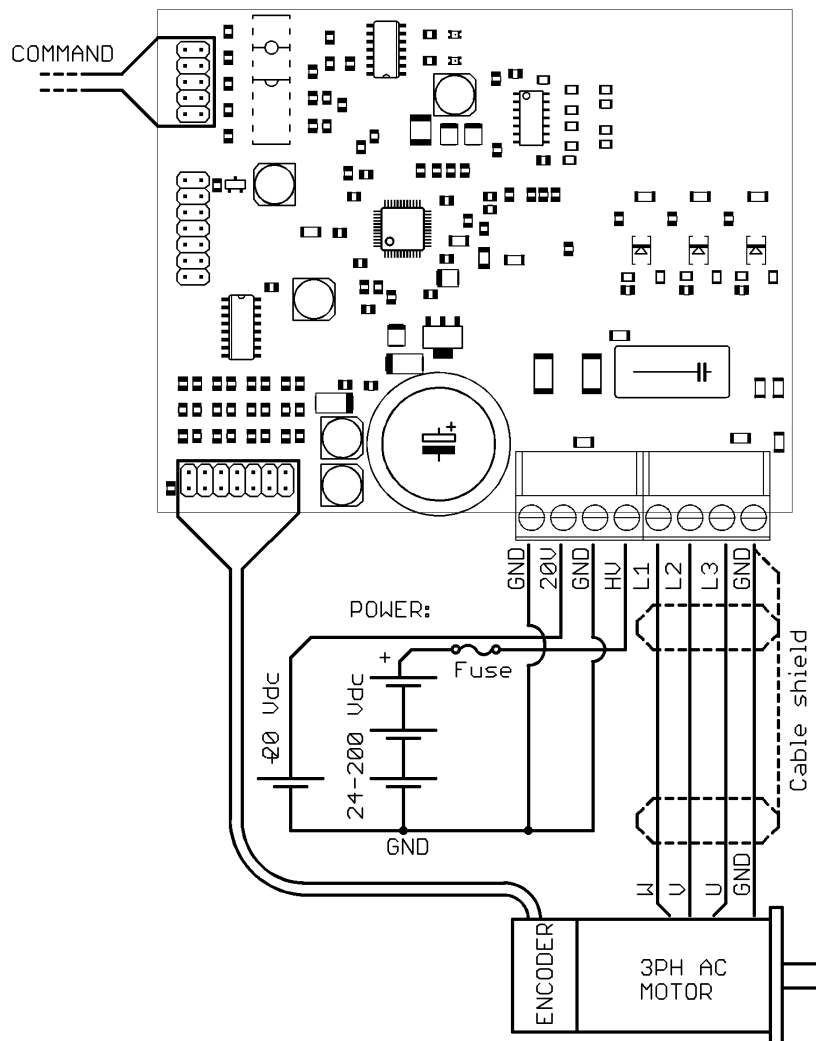 COMMAND
GND
20V
GND
HV
L1
L2
L3
GND
POWER:
+
Fuse
+20 Vdc
24-200 Vdc
Cable shield
GND
W
V
U
GND
ENCODER
3PH AC
MOTOR
+